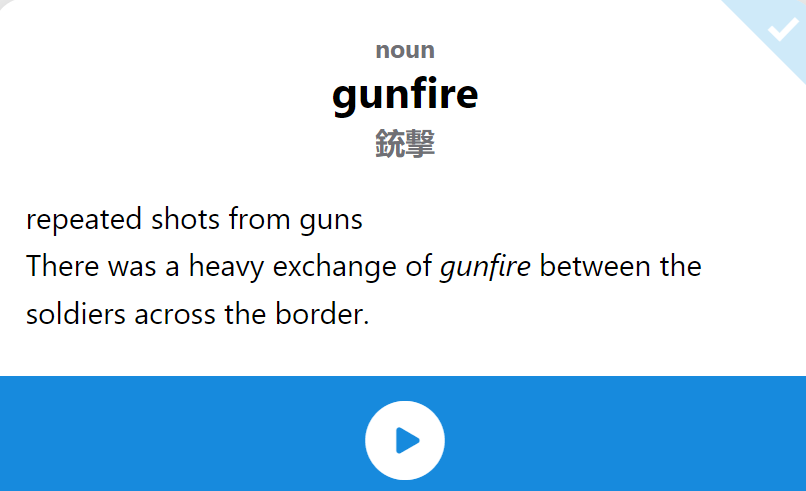 noun
gunfire
銃撃
repeated shots from guns
There was a heavy exchange of gunfire between the
soldiers across the border.